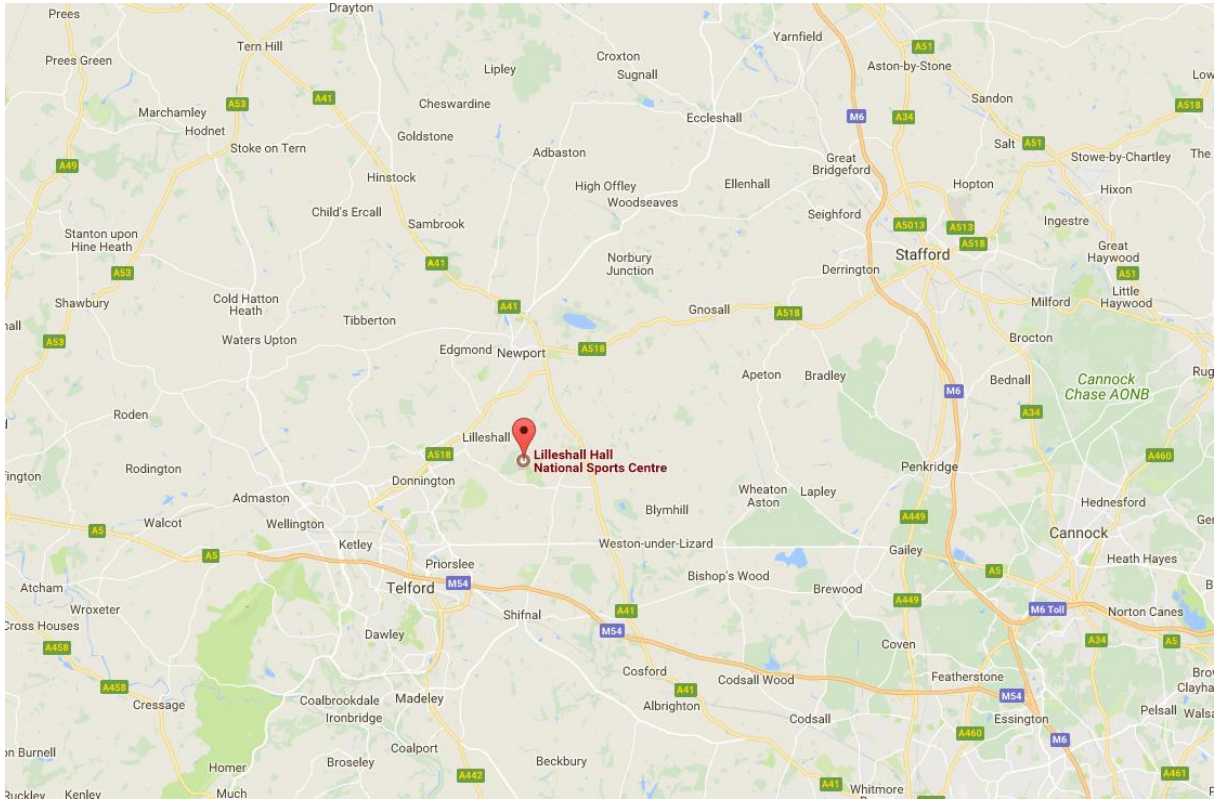 Prees
Drayton
Yarnfield
A51
Tern Hill
Croxton
Aston-by-Stone
Prees Green
Lipley
Sugnall
Low
A41
Sandon
A53
Cheswardine
A518
Marchamley
Eccleshall
M6
A34
Hodnet
Goldstone
Salt
A51
Stoke on Tern
Adbaston
Stowe-by-Chartley
The
A49
Great
Bridgeford
Hinstock
High Offley
Ellenhall
Hopton
Hixon
Woodseaves
Child's Ercall
Seighford
Sambrook
A5013
A513
Ingestre
Stanton upon
Hine Heath
A518
Stafford
Great
Haywood
Norbury
Junction
A41
Derrington
A53
A51
Shawbury
Cold Hatton
Heath
A41
Milford
Little
Haywood
Tibberton
Gnosall
A518
Waters Upton
Brocton
A53
Edgmond
Newport
A518
Rug
Apeton
Bradley
Bednall
Cannock
Chase AONB
M6
Roden
A34
Lilleshall
A518
Lilleshall Hall
National Sports Centre
A460
Rodington
Penkridge
Donnington
Admaston
Wheaton
Aston
Lapley
Hednesford
Blymhill
Walcot
Wellington
A449
A5
Cannock
Ketley
Weston-under-Lizard
Gailey
A5
Heath Hayes
Priorslee
A5
Bishop's Wood
Atcham
Telford
M54
Brewood
Wroxeter
Shifnal
A41
A449
M6 Toll
Norton Canes
Cross Houses
Dawley
M54
A34
A5
A458
Coven
Cosford
Codsall Wood
Featherstone
A458
A41
M54
Cressage
Coalbrookdale
Madeley
Albrighton
Pelsall
Ironbridge
Codsall
Essington
A460
M6
Coalport
on Burnell
Broseley
Beckbury
Homer
A442
A461
A41
Kenley
Much
Whitmore